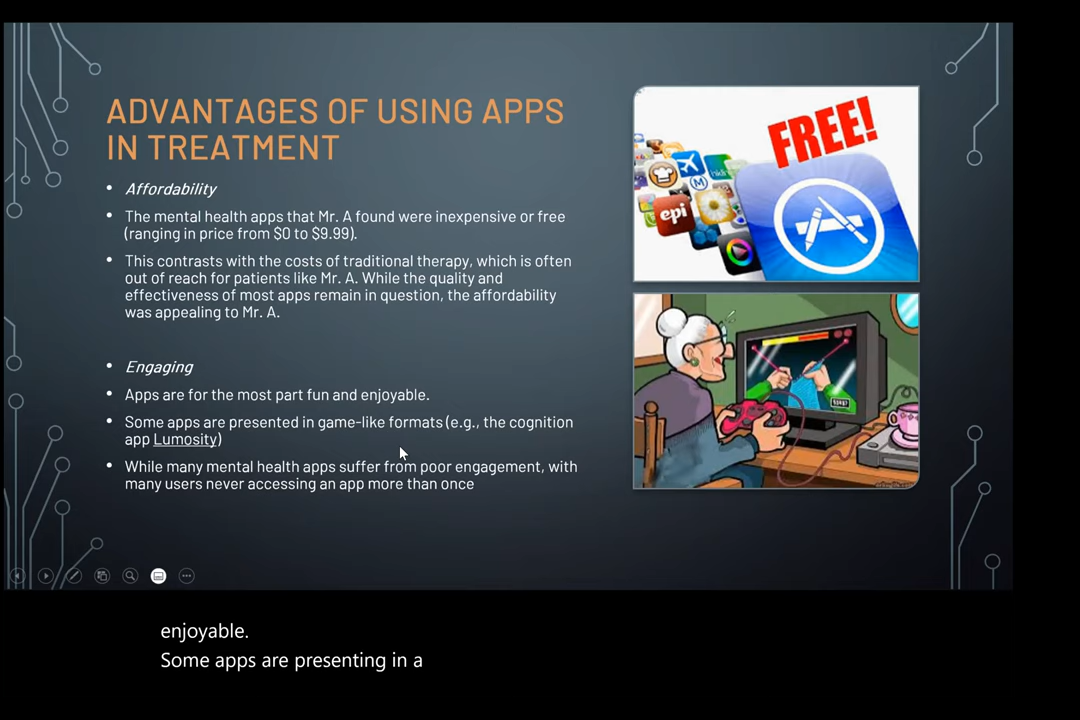 ADVANTAGES OF USING APPS
IN TREATMENT
• Affordability
• The mental health apps that Mr. A found were inexpensive or free
(ranging in price from $0 to $9.99).
• This contrasts with the costs of traditional therapy, which is often
out of reach for patients like Mr. A. While the quality and
effectiveness of most apps remain in question, the affordability
was appealing to Mr. A.
• Engaging
• Apps are for the most part fun and enjoyable.
• Some apps are presented in game-like formats (e.g., the cognition
app Lumosity)
• While many mental health apps suffer from poor engagement, with
many users never accessing an app more than once
FREE!
epi
M
enjoyable.
Some apps are presenting in a